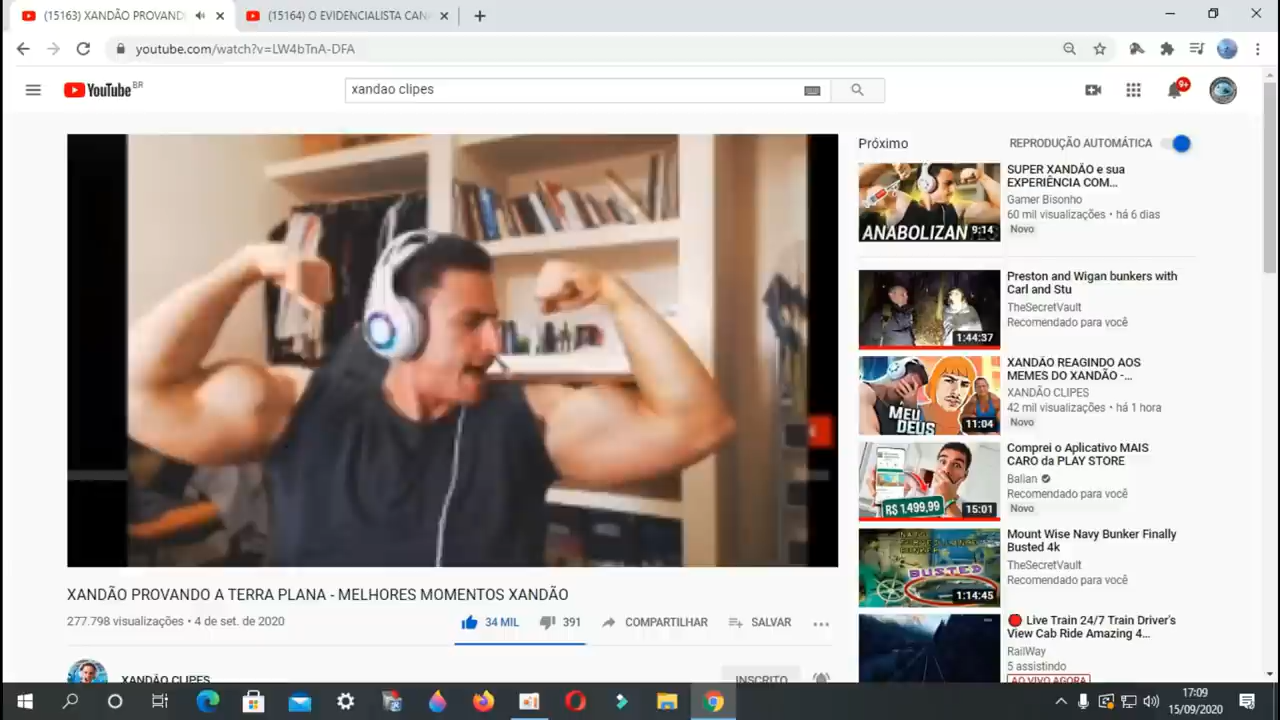 (15163) XANDÃO PROVAND
(15164) O EVIDENCIALISTA CAN
youtube.com/watch?v=LW4bTnA-DFA
YouTube BR
xandao clipes
9+
Próximo
REPRODUÇÃO AUTOMÁTICA
ANABOLIZAN
9:14
SUPER XANDÃO e sua
EXPERIÊNCIA COM...
Gamer Bisonho
60 mil visualizações • há 6 dias
Novo
1:44:37
Preston and Wigan bunkers with
Carl and Stu
TheSecretVault
Recomendado para você
MEU
DEUS
11:04
XANDÃO REAGINDO AOS
MEMES DO XANDÃO -...
XANDÃO CLIPES
42 mil visualizações • há 1 hora
Novo
R$ 1.499,99
15:01
Comprei o Aplicativo MAIS
CARO da PLAY STORE
Balian
Recomendado para você
Novo
BUSTED
1:14:45
Mount Wise Navy Bunker Finally
Busted 4k
TheSecretVault
Recomendado para você
Live Train 24/7 Train Driver's
View Cab Ride Amazing 4...
RailWay
5 assistindo
AO VIVO AGORA
XANDÃO PROVANDO A TERRA PLANA - MELHORES MOMENTOS XANDÃO
277.798 visualizações • 4 de set. de 2020
34 MIL
391
COMPARTILHAR
SALVAR
XANDÃO CLIPES
INSCRITO
17:09
15/09/2020